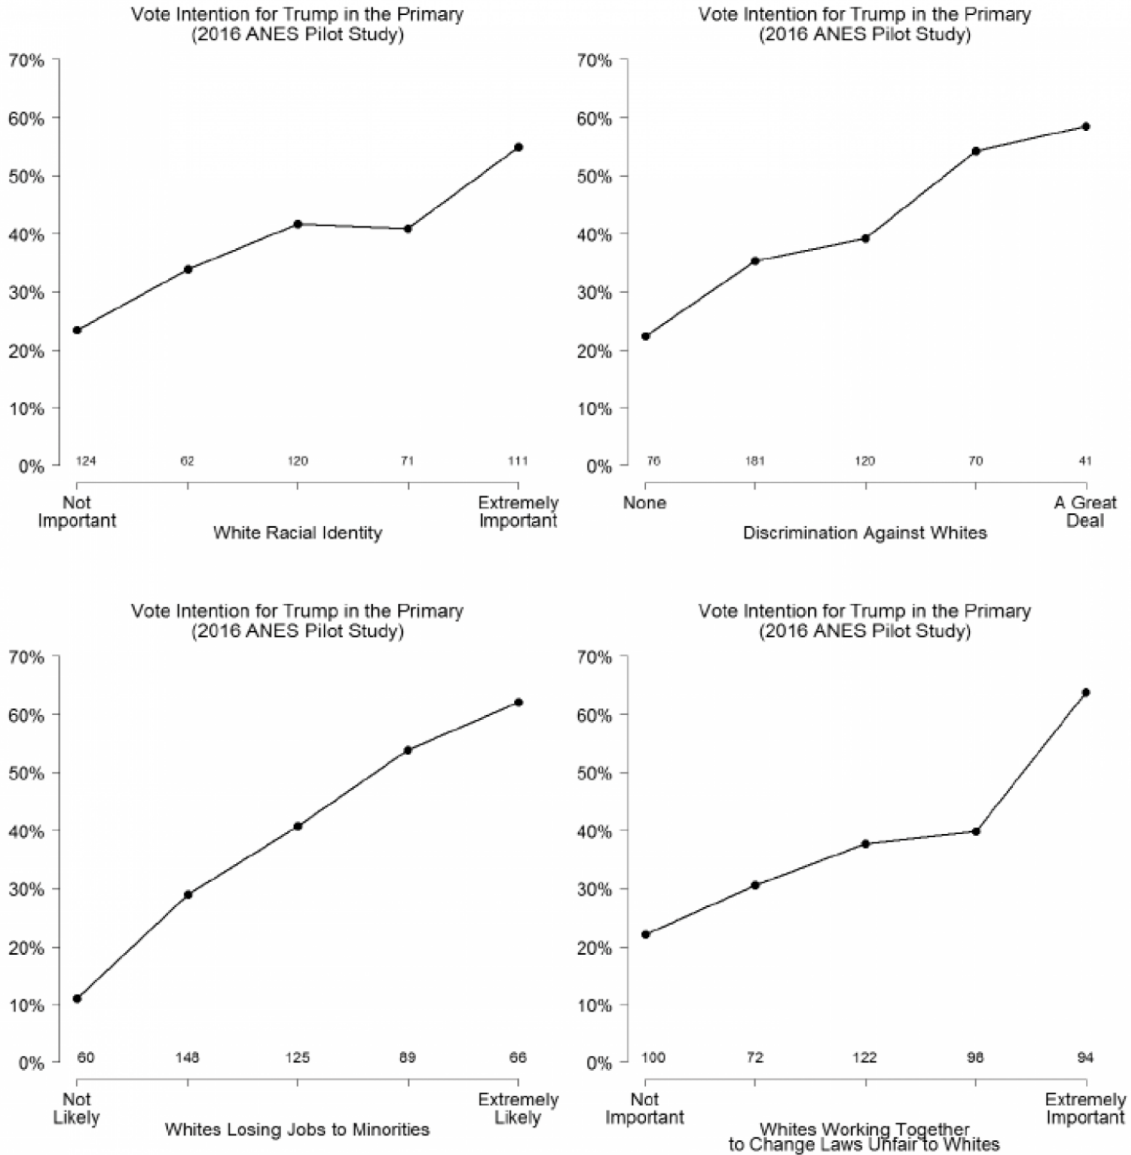 Vote Intention for Trump in the Primary
(2016 ANES Pilot Study)
70%
60%
50%
40%
30%
20%
10%
0%
124 62 120 71 111
Not Important
Extremely Important
White Racial Identity
Vote Intention for Trump in the Primary
(2016 ANES Pilot Study)
70%
60%
50%
40%
30%
20%
10%
0%
76 181 120 70 41
None
A Great Deal
Discrimination Against Whites
Vote Intention for Trump in the Primary
(2016 ANES Pilot Study)
70%
60%
50%
40%
30%
20%
10%
0%
60 148 125 89 66
Not Likely
Extremely Likely
Whites Losing Jobs to Minorities
Vote Intention for Trump in the Primary
(2016 ANES Pilot Study)
70%
60%
50%
40%
30%
20%
10%
0%
100 72 122 98 94
Not Important
Extremely Important
Whites Working Together
to Change Laws Unfair to Whites